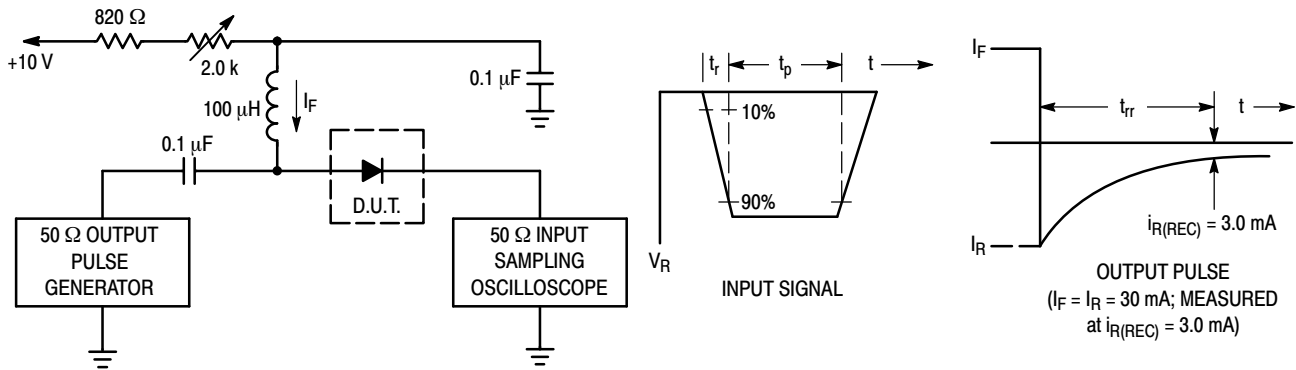 820 Ω
+10 V
2.0 k
0.1 µF
100 µH
I_F
0.1 µF
D.U.T.
50 Ω OUTPUT
PULSE
GENERATOR
50 Ω INPUT
SAMPLING
OSCILLOSCOPE
t_r
t_p
t
10%
90%
V_R
INPUT SIGNAL
I_F
t_rr
t
I_R
i_R(REC) = 3.0 mA
OUTPUT PULSE
(I_F = I_R = 30 mA; MEASURED
at i_R(REC) = 3.0 mA)